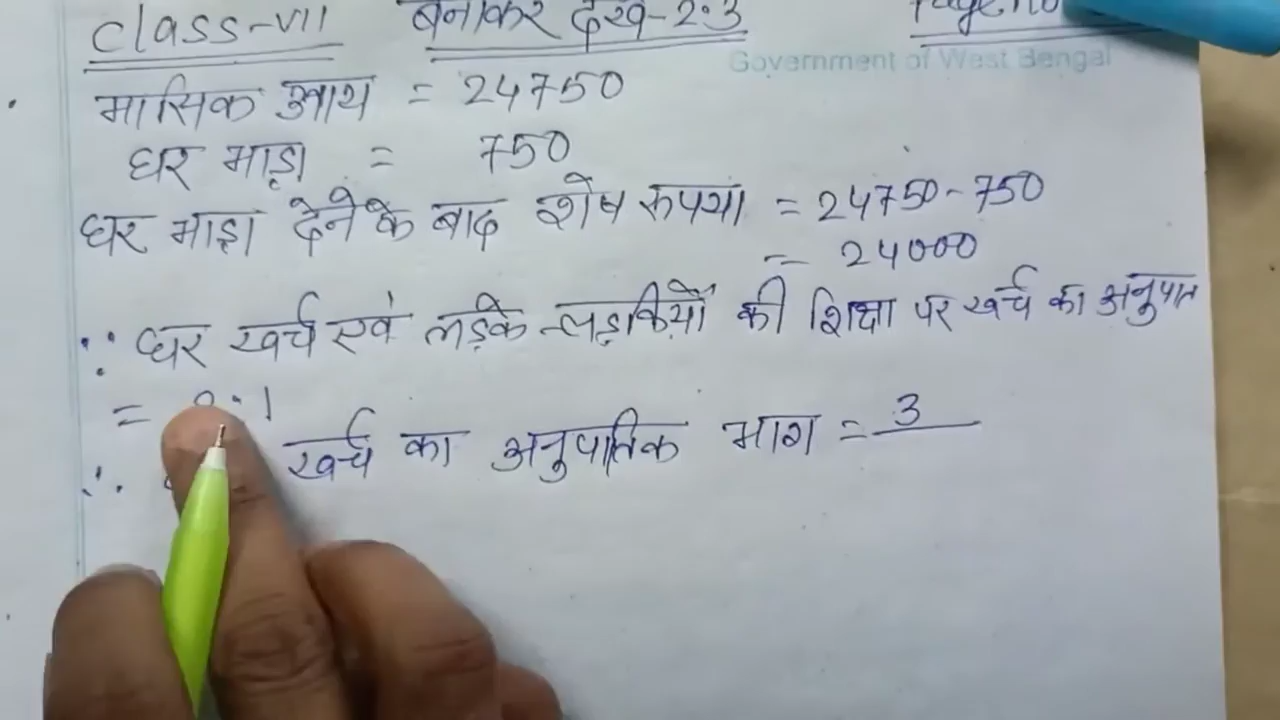 Class-VII बनाकर देखे-2:3
Government of West Bengal
मासिक आय = 24750
घर भाड़ा = 750
घर भाड़ा देने के बाद शेष रूपया = 24750-750
= 24000
∵ घर खर्च एवं लड़के-लड़कियों की शिक्षा पर खर्च का अनुपात
= :1
∴ खर्च का अनुपातिक भाग = 3